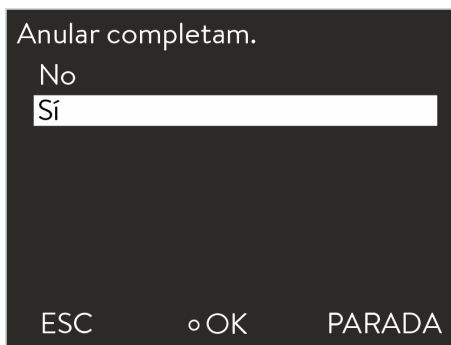 Anular completam.
No
Sí
ESC ∘ OK PARADA